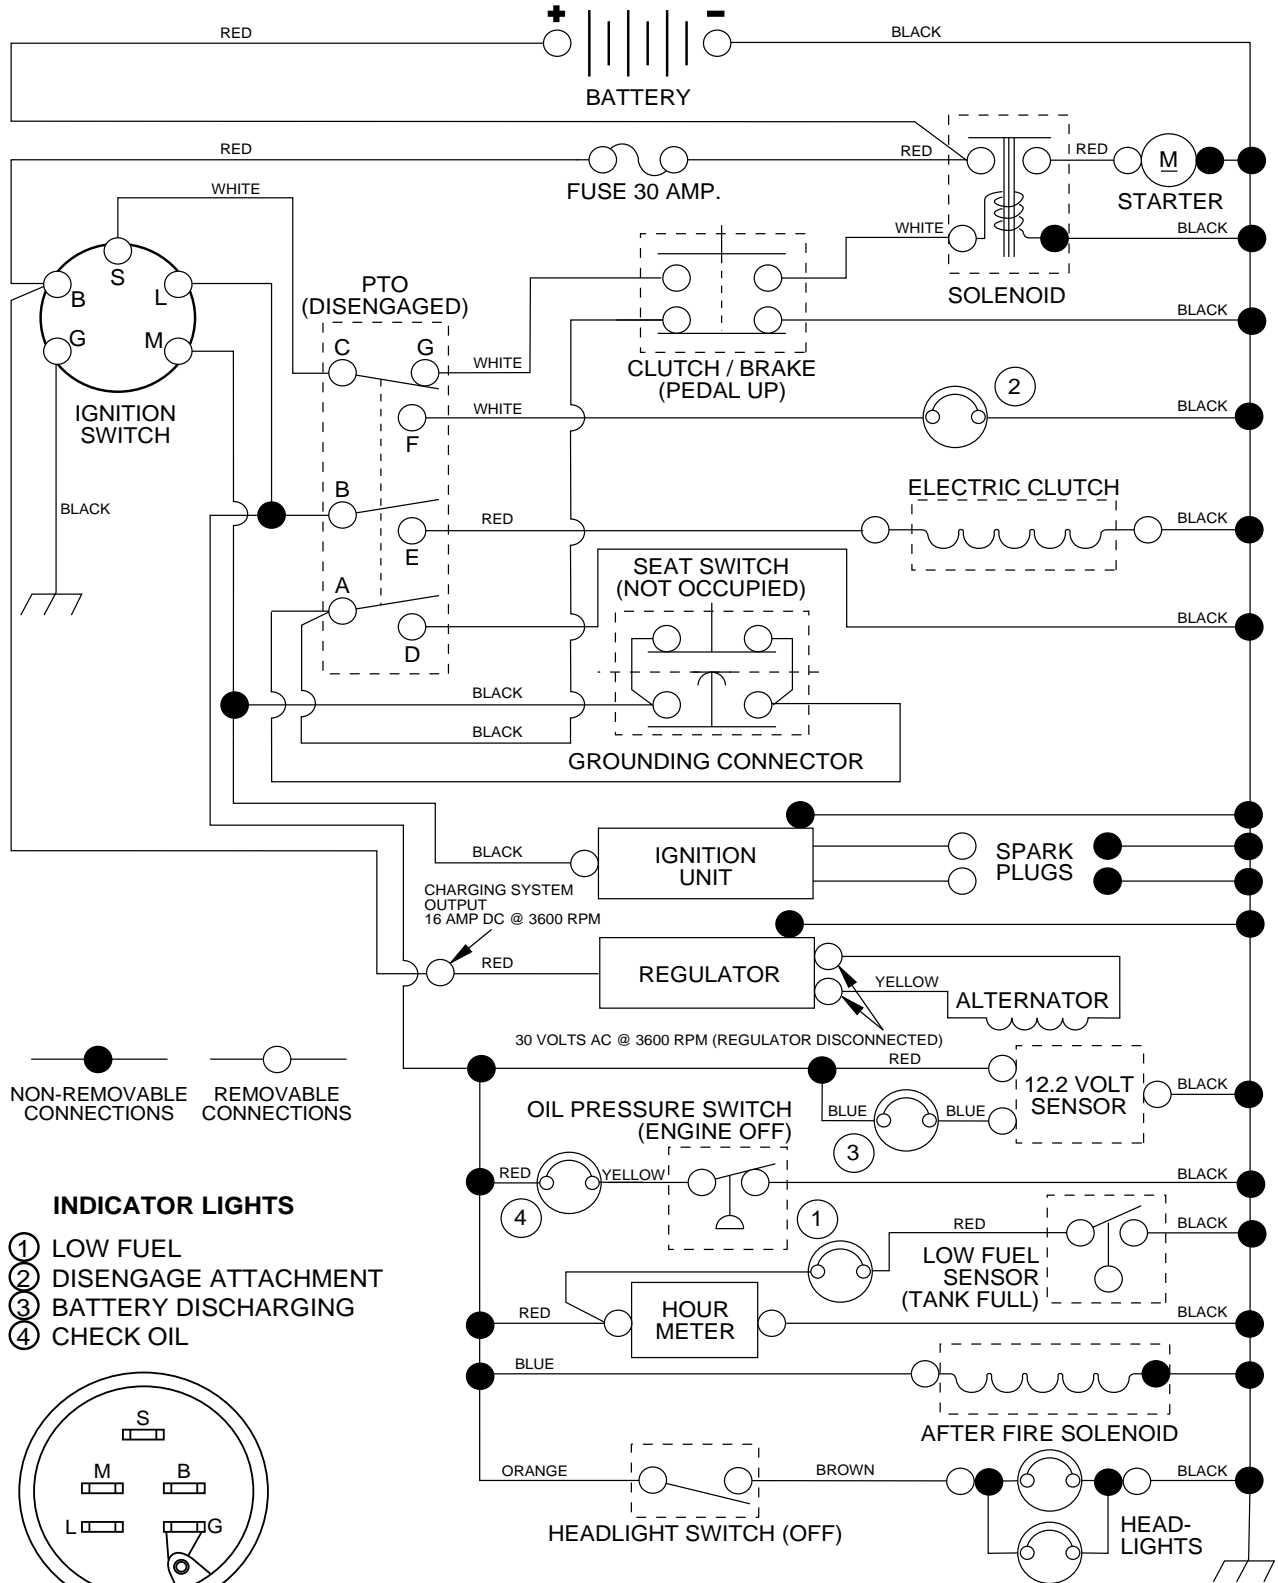 + −
RED
BLACK
BATTERY
RED
RED
RED
M
FUSE 30 AMP.
STARTER
WHITE
WHITE
BLACK
S
B
L
G
M
PTO
(DISENGAGED)
SOLENOID
BLACK
C
G
WHITE
CLUTCH / BRAKE
(PEDAL UP)
IGNITION
SWITCH
WHITE
2
BLACK
F
BLACK
B
RED
ELECTRIC CLUTCH
BLACK
E
SEAT SWITCH
(NOT OCCUPIED)
A
BLACK
D
BLACK
BLACK
GROUNDING CONNECTOR
BLACK
IGNITION
UNIT
SPARK
PLUGS
CHARGING SYSTEM
OUTPUT
16 AMP DC @ 3600 RPM
RED
REGULATOR
YELLOW
ALTERNATOR
30 VOLTS AC @ 3600 RPM (REGULATOR DISCONNECTED)
RED
NON-REMOVABLE
CONNECTIONS
REMOVABLE
CONNECTIONS
12.2 VOLT
SENSOR
BLACK
OIL PRESSURE SWITCH
(ENGINE OFF)
BLUE
BLUE
3
RED
YELLOW
BLACK
4
1
INDICATOR LIGHTS
1 LOW FUEL
2 DISENGAGE ATTACHMENT
3 BATTERY DISCHARGING
4 CHECK OIL
RED
BLACK
LOW FUEL
SENSOR
(TANK FULL)
RED
HOUR
METER
BLACK
BLUE
AFTER FIRE SOLENOID
S
M
B
L
G
ORANGE
BROWN
BLACK
HEADLIGHT SWITCH (OFF)
HEAD-
LIGHTS